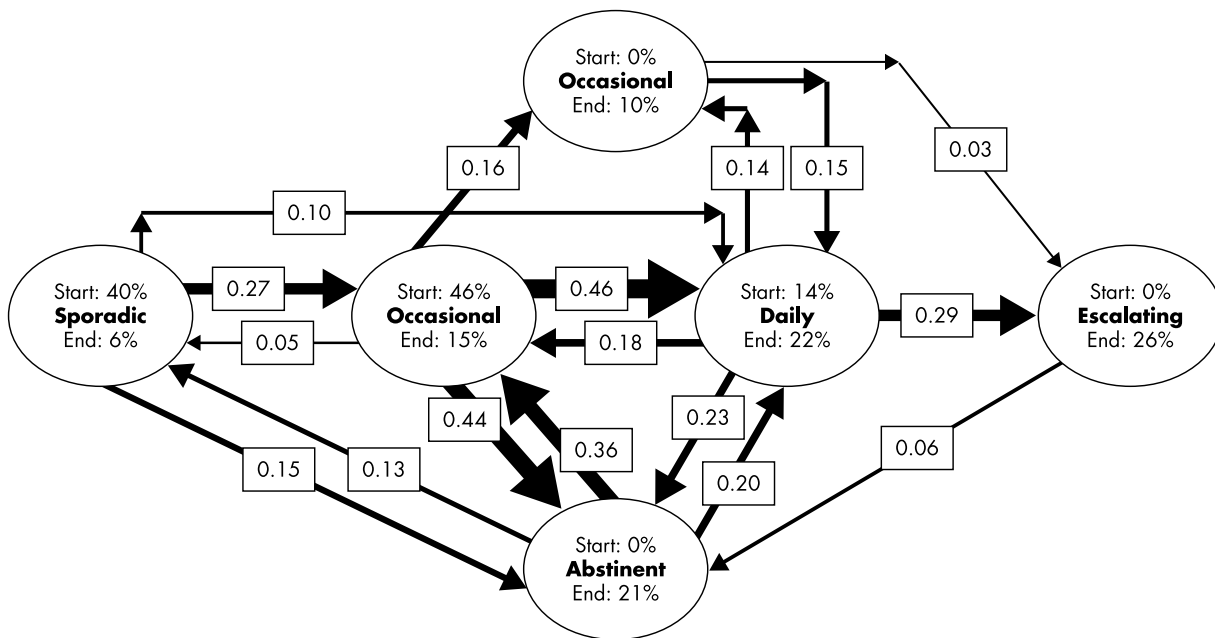 Start: 0%
Occasional
End: 10%
0.03
0.16
0.14
0.15
0.10
Start: 40%
Sporadic
End: 6%
0.27
0.05
Start: 46%
Occasional
End: 15%
0.46
0.18
Start: 14%
Daily
End: 22%
0.29
Start: 0%
Escalating
End: 26%
0.44
0.36
0.23
0.20
0.06
0.15
0.13
Start: 0%
Abstinent
End: 21%